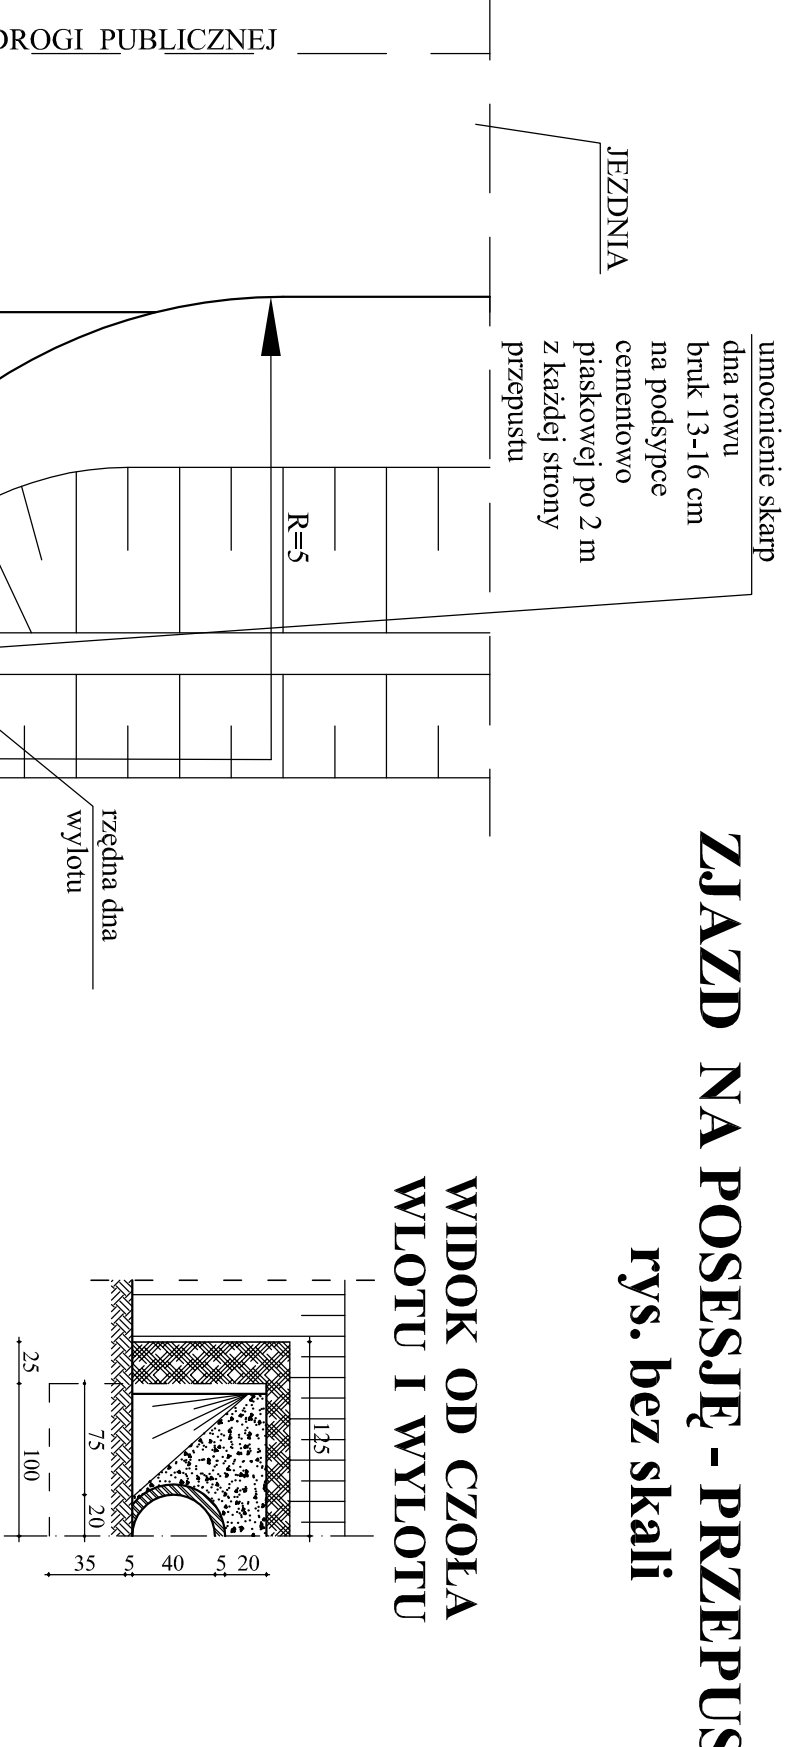 ZJAZD NA POSESJĘ - PRZEPUS
rys. bez skali
DROGI PUBLICZNEJ
JEZDNIA
umocnienie skarp
dna rowu
bruk 13-16 cm
na podsypce
cementowo
piaskowej po 2 m
z każdej strony
przepustu
R=5
rzędna dna
wylotu
WIDOK OD CZOŁA
WLOTU I WYLOTU
125
75 20
25 100
35 5 40 5 20